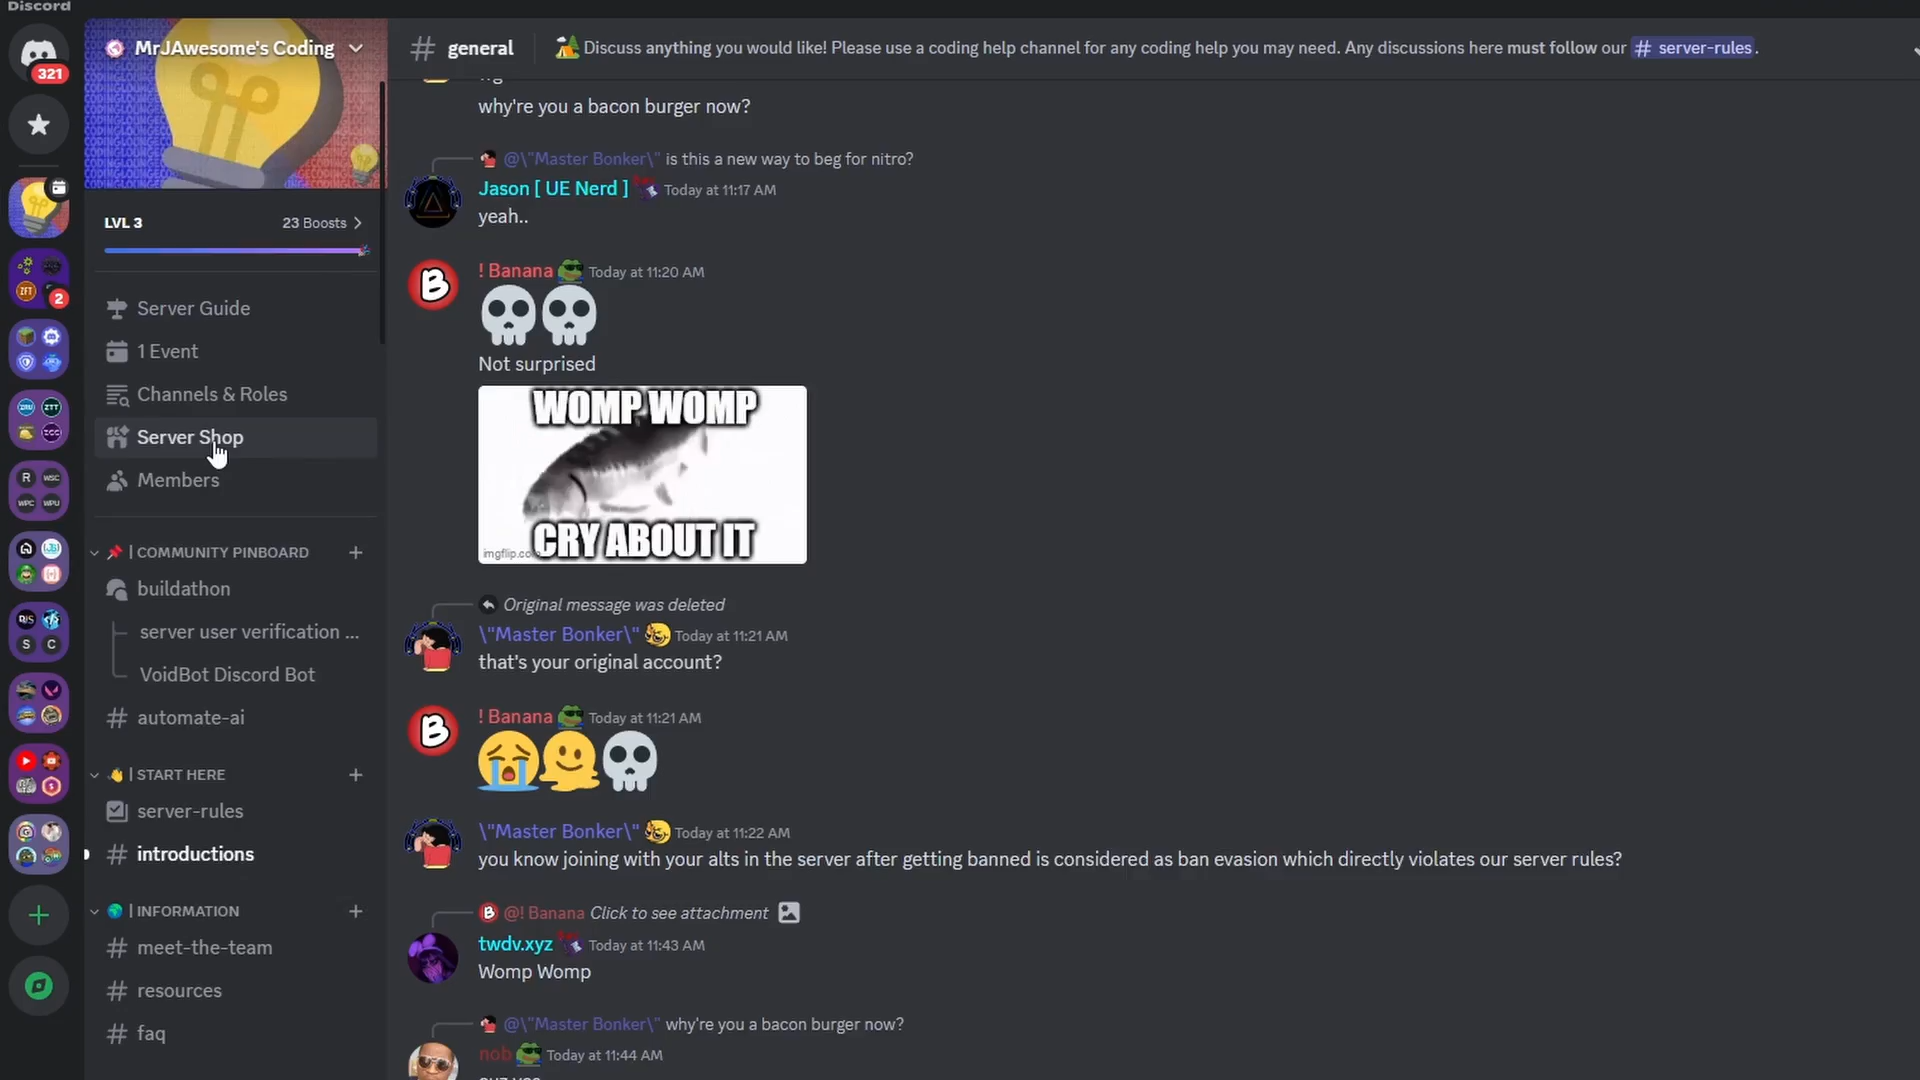 Discord
MrJAwesome's Coding
# general
Discuss anything you would like! Please use a coding help channel for any coding help you may need. Any discussions here must follow our # server-rules .
321
LVL 3
23 Boosts
2
Server Guide
1 Event
Channels & Roles
Server Shop
Members
| COMMUNITY PINBOARD
buildathon
server user verification ...
VoidBot Discord Bot
# automate-ai
| START HERE
server-rules
# introductions
| INFORMATION
# meet-the-team
# resources
# faq
ZFT
ZRU
ZTT
ZCC
R
WSC
WPC
WPU
DJS
S
C
why're you a bacon burger now?
@\"Master Bonker\" is this a new way to beg for nitro?
Jason [ UE Nerd ] Today at 11:17 AM
yeah..
! Banana Today at 11:20 AM
Not surprised
WOMP WOMP
CRY ABOUT IT
Original message was deleted
\"Master Bonker\" Today at 11:21 AM
that's your original account?
B
! Banana Today at 11:21 AM
\"Master Bonker\" Today at 11:22 AM
you know joining with your alts in the server after getting banned is considered as ban evasion which directly violates our server rules?
@! Banana Click to see attachment
twdv.xyz Today at 11:43 AM
Womp Womp
@\"Master Bonker\" why're you a bacon burger now?
nob Today at 11:44 AM